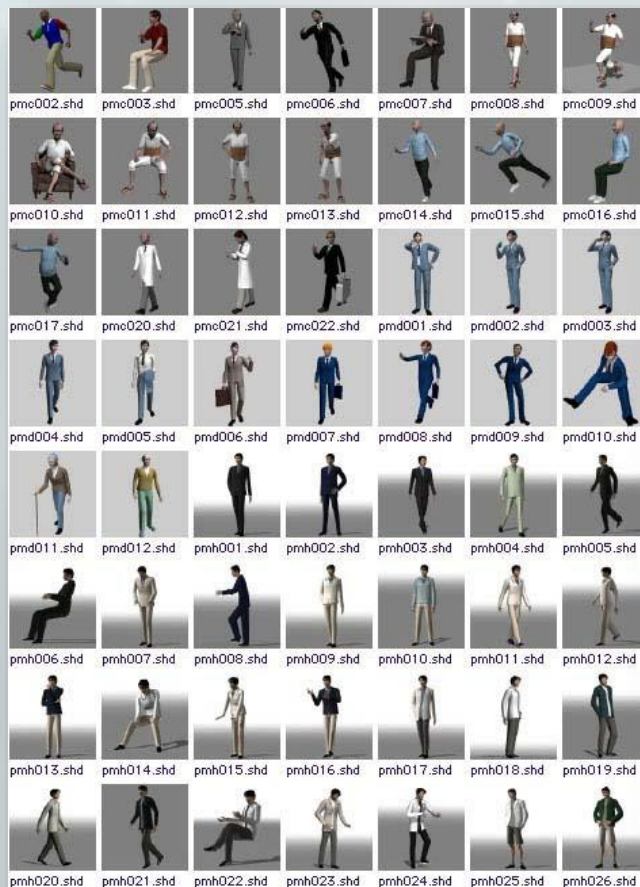 pmc002.shd pmc003.shd pmc005.shd pmc006.shd pmc007.shd pmc008.shd pmc009.shd
pmc010.shd pmc011.shd pmc012.shd pmc013.shd pmc014.shd pmc015.shd pmc016.shd
pmc017.shd pmc020.shd pmc021.shd pmc022.shd pmd001.shd pmd002.shd pmd003.shd
pmd004.shd pmd005.shd pmd006.shd pmd007.shd pmd008.shd pmd009.shd pmd010.shd
pmd011.shd pmd012.shd pmh001.shd pmh002.shd pmh003.shd pmh004.shd pmh005.shd
pmh006.shd pmh007.shd pmh008.shd pmh009.shd pmh010.shd pmh011.shd pmh012.shd
pmh013.shd pmh014.shd pmh015.shd pmh016.shd pmh017.shd pmh018.shd pmh019.shd
pmh020.shd pmh021.shd pmh022.shd pmh023.shd pmh024.shd pmh025.shd pmh026.shd